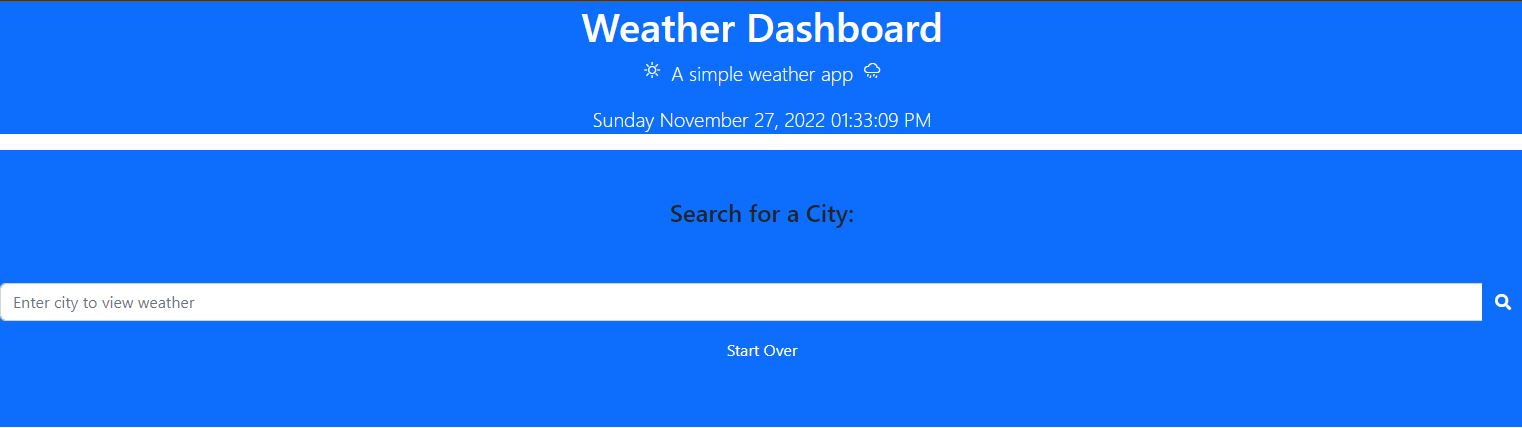 Weather Dashboard
A simple weather app
Sunday November 27, 2022 01:33:09 PM
Search for a City:
Enter city to view weather
Start Over